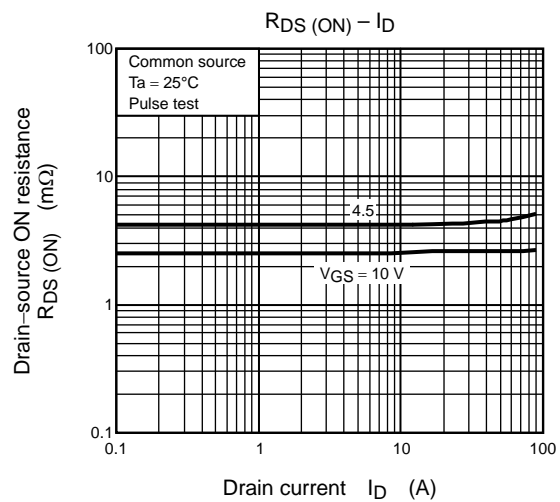 RDS (ON) – ID
Common source
Ta = 25°C
Pulse test
4.5
VGS = 10 V
100
10
1
0.1
0.1
1
10
100
Drain–source ON resistance
RDS (ON) (mΩ)
Drain current ID (A)